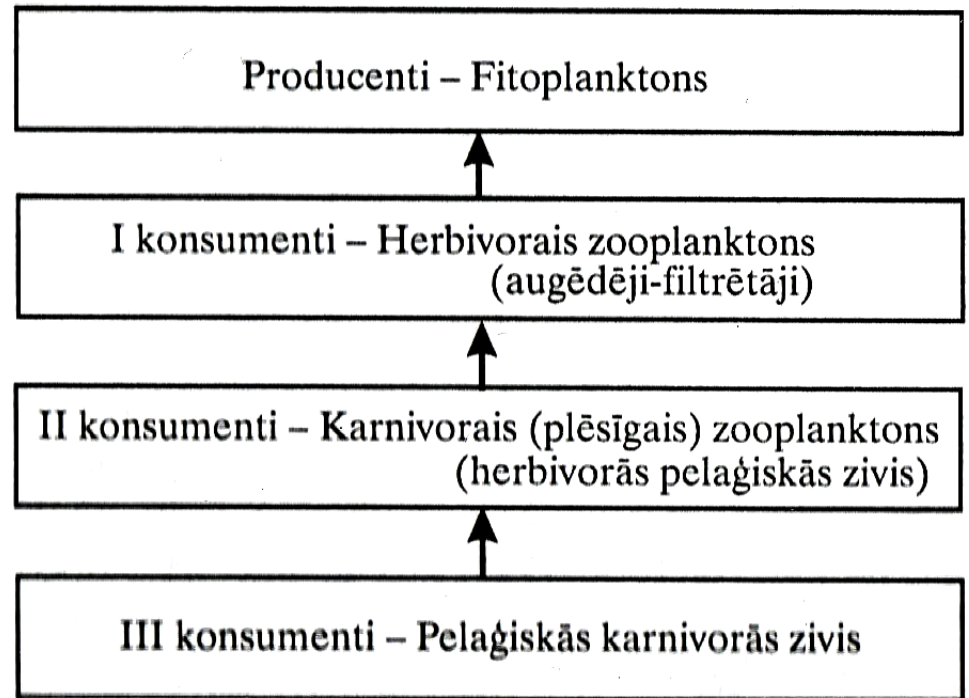 Producenti – Fitoplanktons
I konsumenti – Herbivorais zooplanktons
(augēdēji-filtrētāji)
II konsumenti – Karnivorais (plēsīgais) zooplanktons
(herbivorās pelaģiskās zivis)
III konsumenti – Pelaģiskās karnivorās zivis